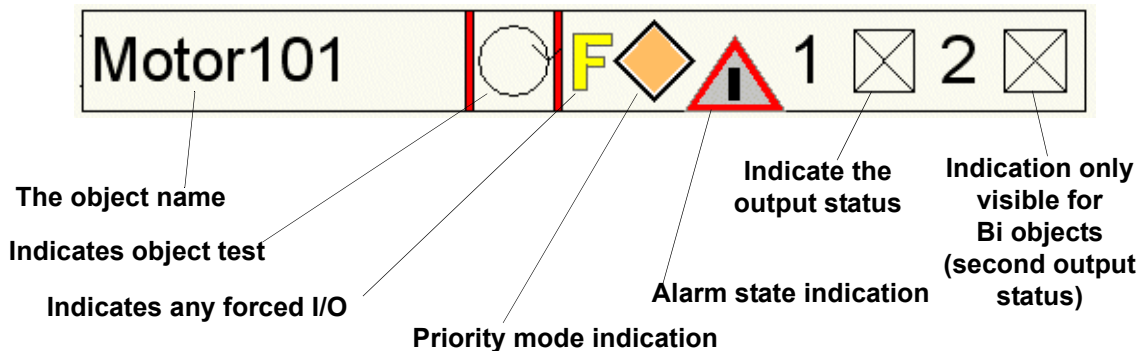 Motor101 F 1 2
The object name
Indicates object test
Indicates any forced I/O
Priority mode indication
Alarm state indication
Indicate the
output status
Indication only
visible for
Bi objects
(second output
status)